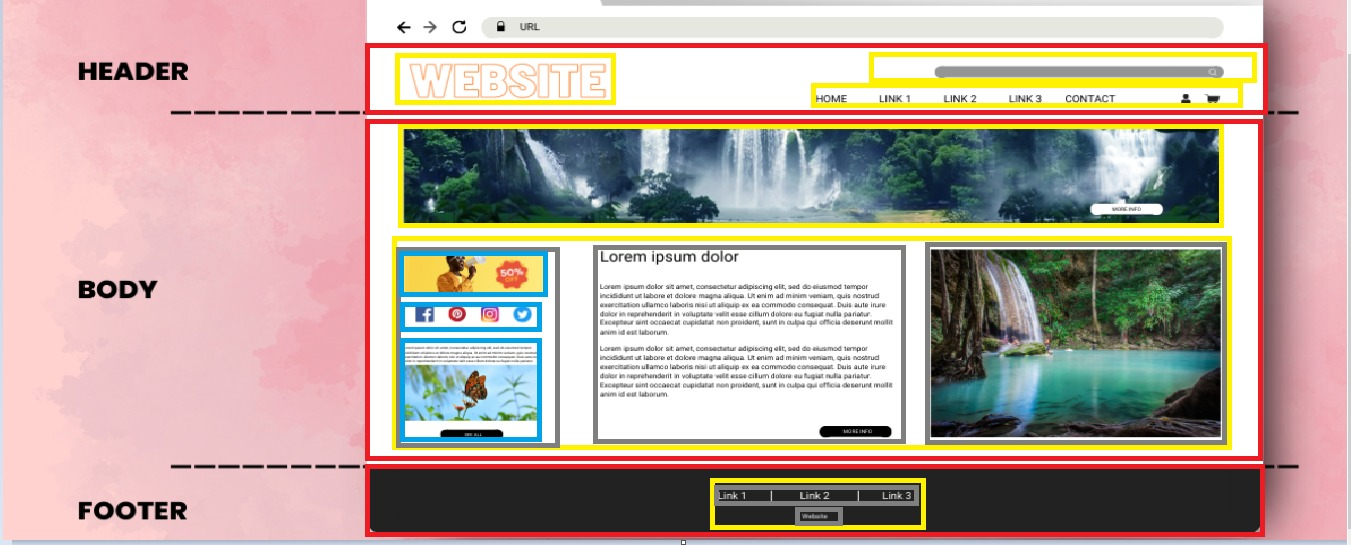 URL
HEADER
WEBSITE
HOME LINK 1 LINK 2 LINK 3 CONTACT
MORE INFO
BODY
50%
OFF
Lorem ipsum dolor
Lorem ipsum dolor sit amet, consectetur adipiscing elit, sed do eiusmod tempor
incididunt ut labore et dolore magna aliqua. Ut enim ad minim veniam, quis nostrud
exercitation ullamco laboris nisi ut aliquip ex ea commodo consequat. Duis aute irure
dolor in reprehenderit in voluptate velit esse cillum dolore eu fugiat nulla pariatur.
Excepteur sint occaecat cupidatat non proident, sunt in culpa qui officia deserunt mollit
anim id est laborum.
Lorem ipsum dolor sit amet, consectetur adipiscing elit, sed do eiusmod tempor
incididunt ut labore et dolore magna aliqua. Ut enim ad minim veniam, quis nostrud
exercitation ullamco laboris nisi ut aliquip ex ea commodo consequat. Duis aute irure
dolor in reprehenderit in voluptate velit esse cillum dolore eu fugiat nulla pariatur.
Excepteur sint occaecat cupidatat non proident, sunt in culpa qui officia deserunt mollit
anim id est laborum.
MORE INFO
SEE ALL
FOOTER
Link 1 | Link 2 | Link 3
Website